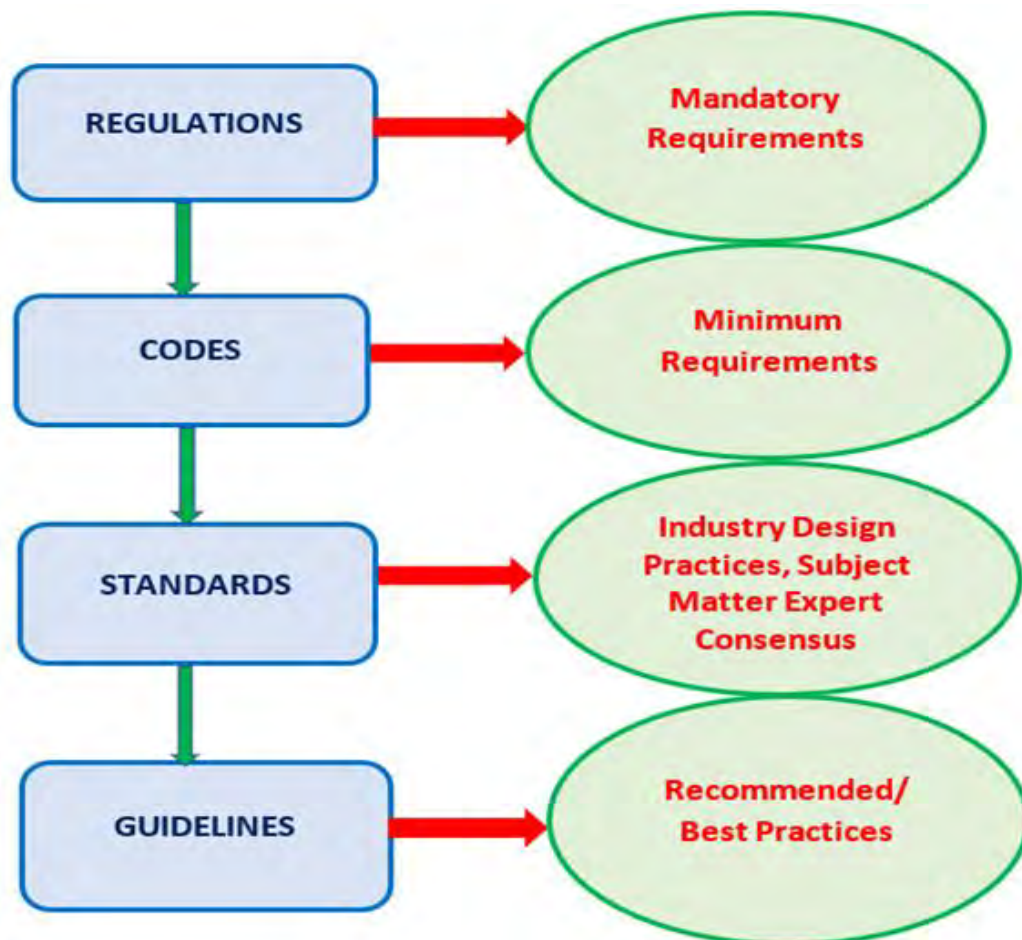 REGULATIONS
Mandatory
Requirements
CODES
Minimum
Requirements
STANDARDS
Industry Design
Practices, Subject
Matter Expert
Consensus
GUIDELINES
Recommended/
Best Practices